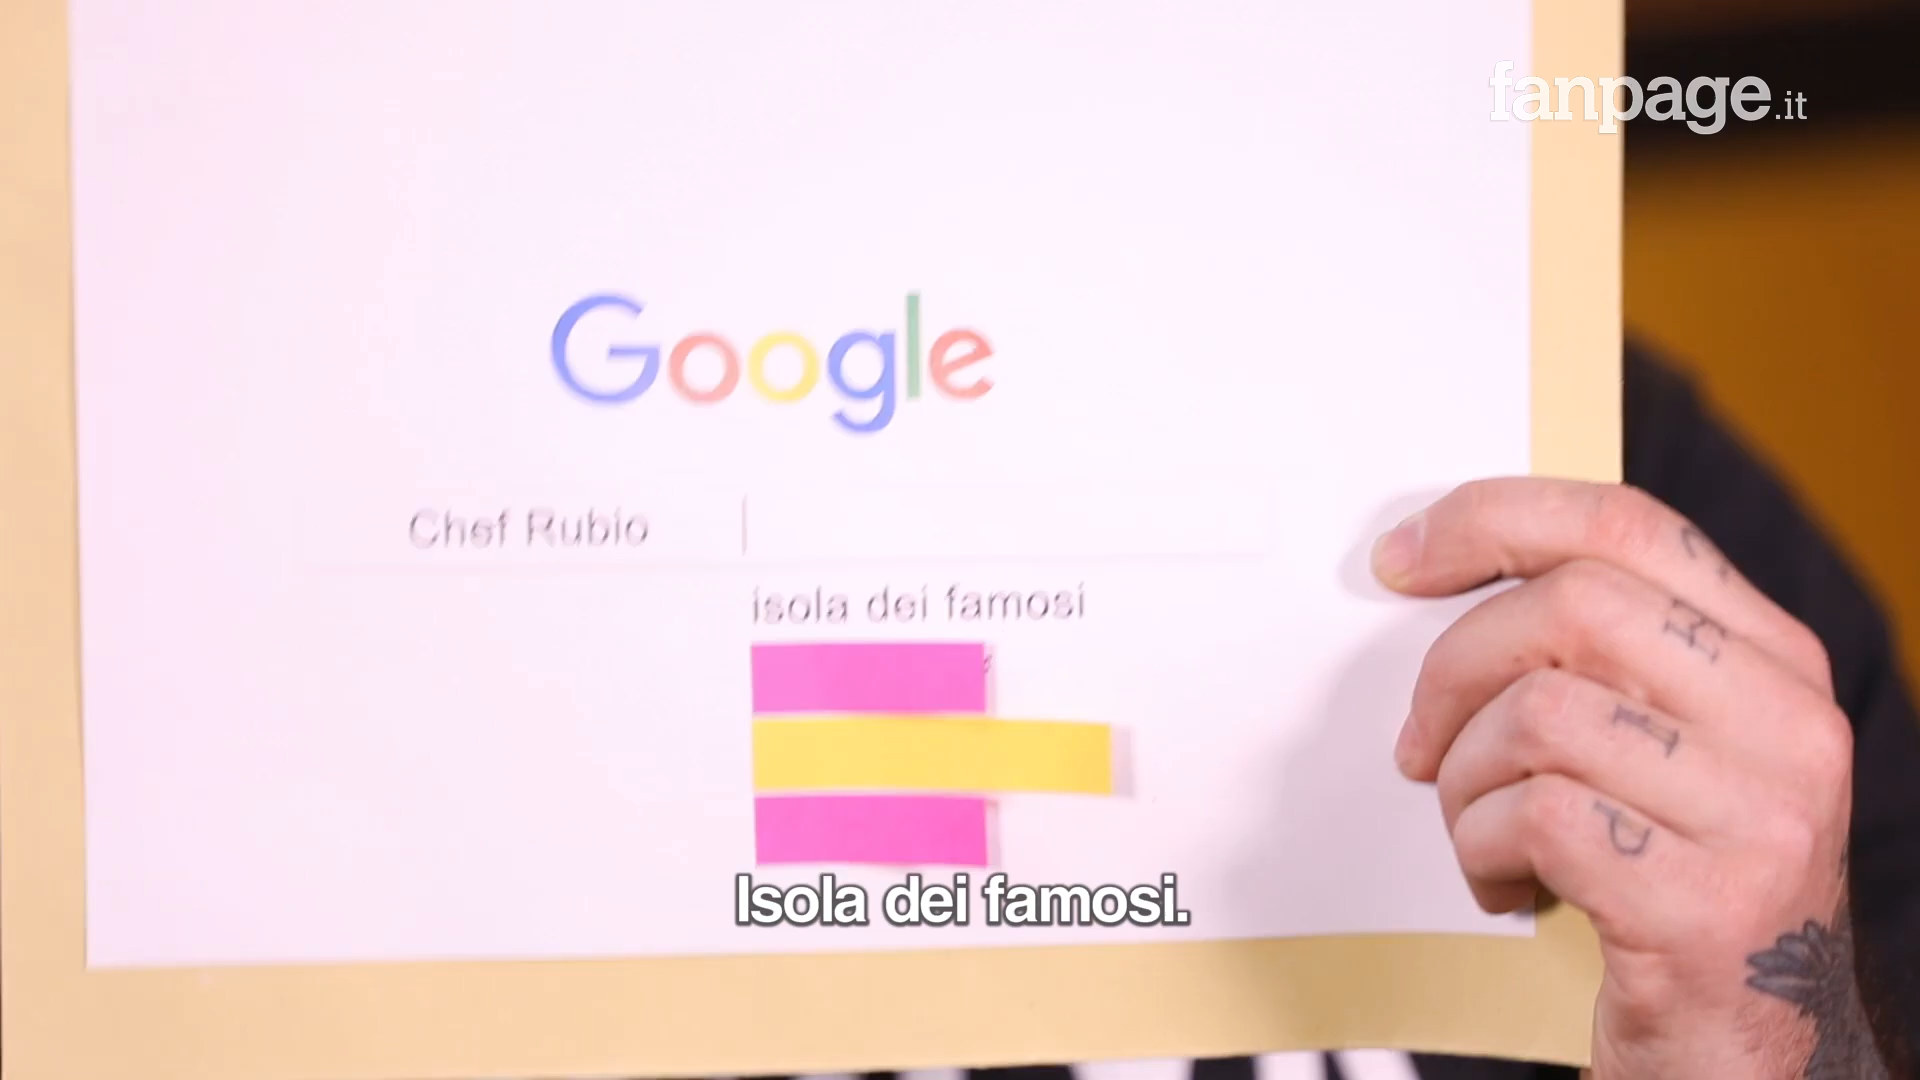 fanpage.it
Google
Chef Rubio
isola dei famosi
Isola dei famosi.